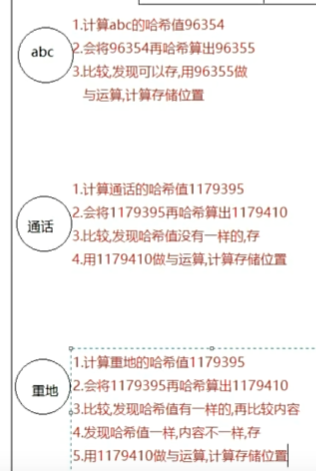 abc
1.计算abc的哈希值96354
2.会将96354再哈希算出96355
3.比较,发现可以存,用96355做
与运算,计算存储位置
通话
1.计算通话的哈希值1179395
2.会将1179395再哈希算出1179410
3.比较,发现哈希值没有一样的,存
4.用1179410做与运算,计算存储位置
重地
1.计算重地的哈希值1179395
2.会将1179395再哈希算出1179410
3.比较,发现哈希值有一样的,再比较内容
4.发现哈希值一样,内容不一样,存
5.用1179410做与运算,计算存储位置